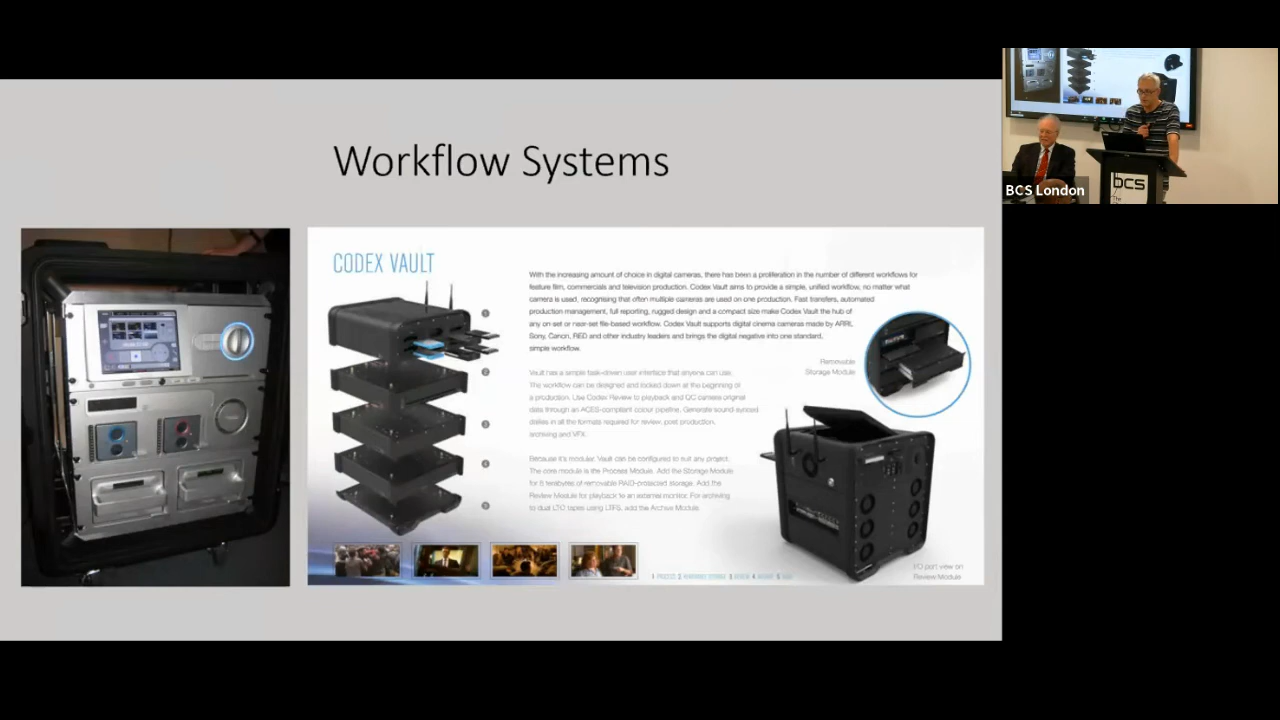 Workflow Systems
CODEX VAULT
With the increasing amount of choice in digital cameras, there has been a proliferation in the number of different workflows for
feature film, commercials and television production. Codex Vault aims to provide a simple, unified workflow, no matter what
camera is used, recognising that often multiple cameras are used on one production. Fast transfers, automated
production management, full reporting, rugged design and a compact size make Codex Vault the hub of
any on-set or near-set file-based workflow. Codex Vault supports digital cinema cameras made by ARRI,
Sony, Canon, RED and other industry leaders and brings the digital negative into one standard,
simple workflow.
Vault has a simple task-driven user interface that anyone can use.
The workflow can be designed and locked down at the beginning of
a production. Use Codex Review to playback and QC camera original
data through an ACES-compliant colour pipeline. Generate sound synced
dailies in all the formats required for review, post production,
archiving and VFX.
Because it's modular, Vault can be configured to suit any project.
The core module is the Process Module. Add the Storage Module
for 8 terabytes of removable RAID-protected storage. Add the
Review Module for playback to an external monitor. For archiving
to dual LTO tapes using LTFS, add the Archive Module.
Removable
Storage Module
1
2
3
4
5
I/O port view on
Review Module
BCS London
bcs